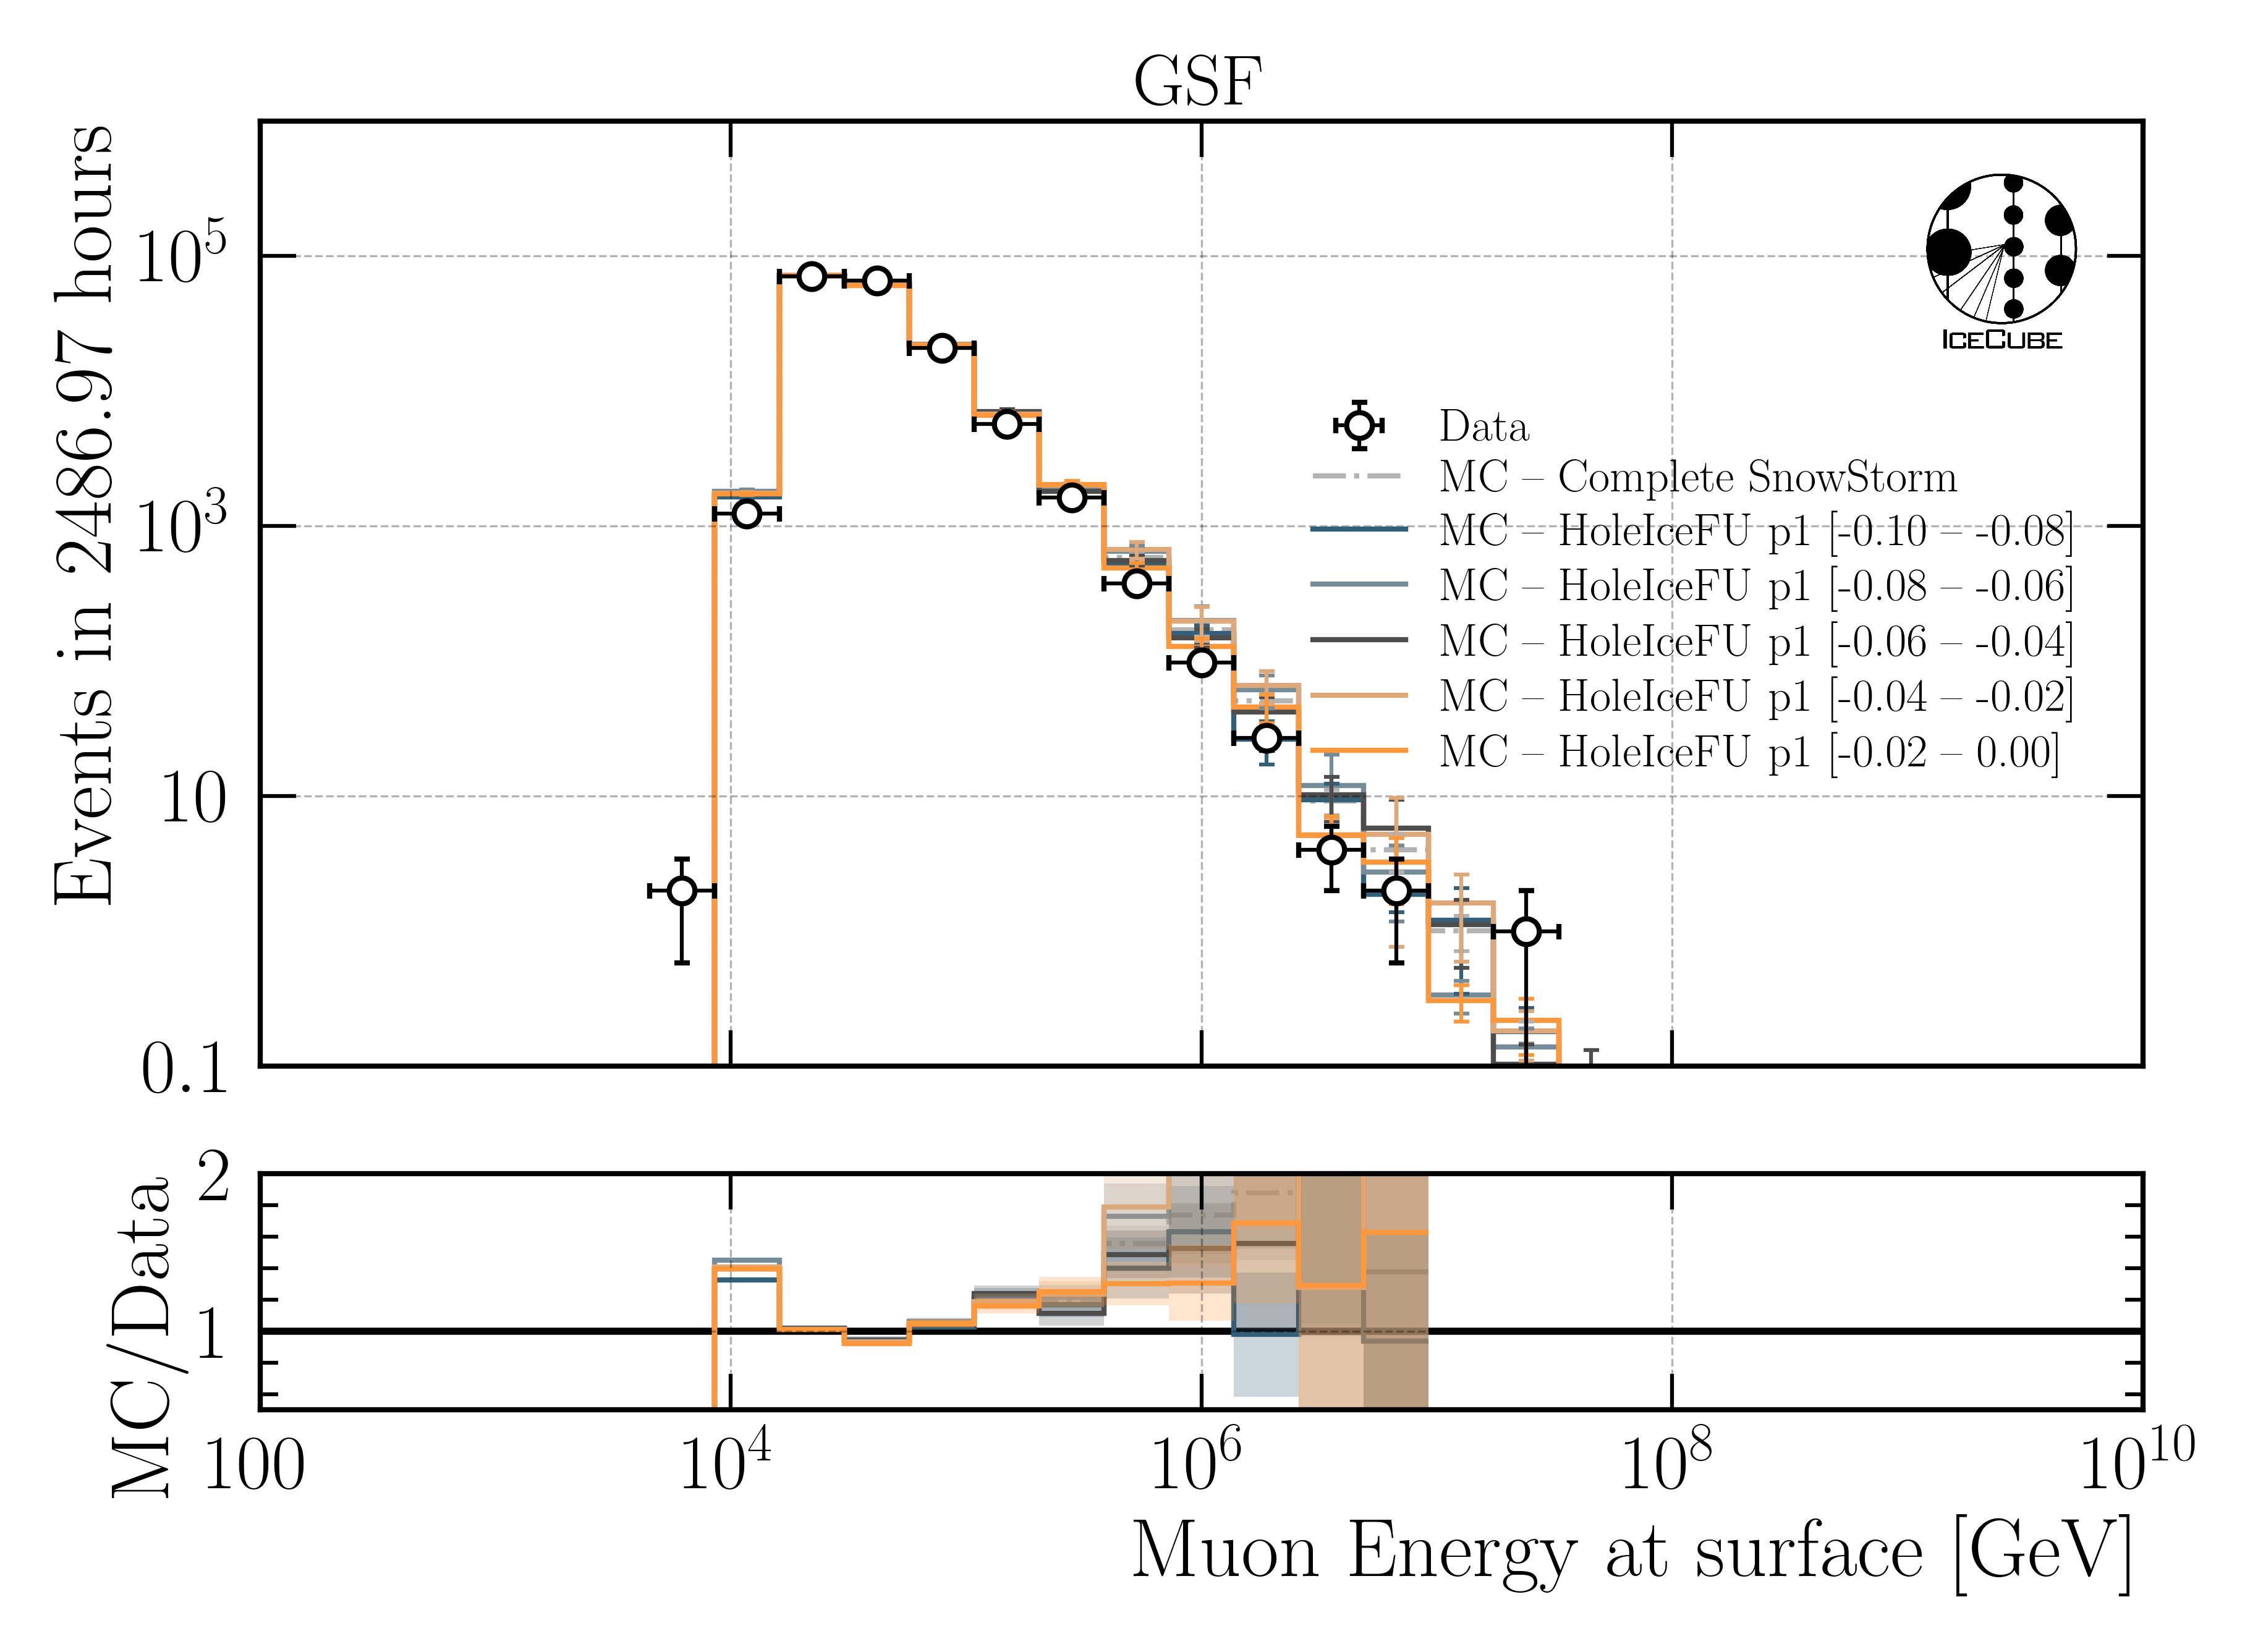 GSF
Events in 2486.97 hours
10^5
10^3
10
0.1
ICECUBE
Data
MC – Complete SnowStorm
MC – HoleIceFU p1 [-0.10 – -0.08]
MC – HoleIceFU p1 [-0.08 – -0.06]
MC – HoleIceFU p1 [-0.06 – -0.04]
MC – HoleIceFU p1 [-0.04 – -0.02]
MC – HoleIceFU p1 [-0.02 – 0.00]
MC/Data
2
1
100
10^4
10^6
10^8
10^10
Muon Energy at surface [GeV]